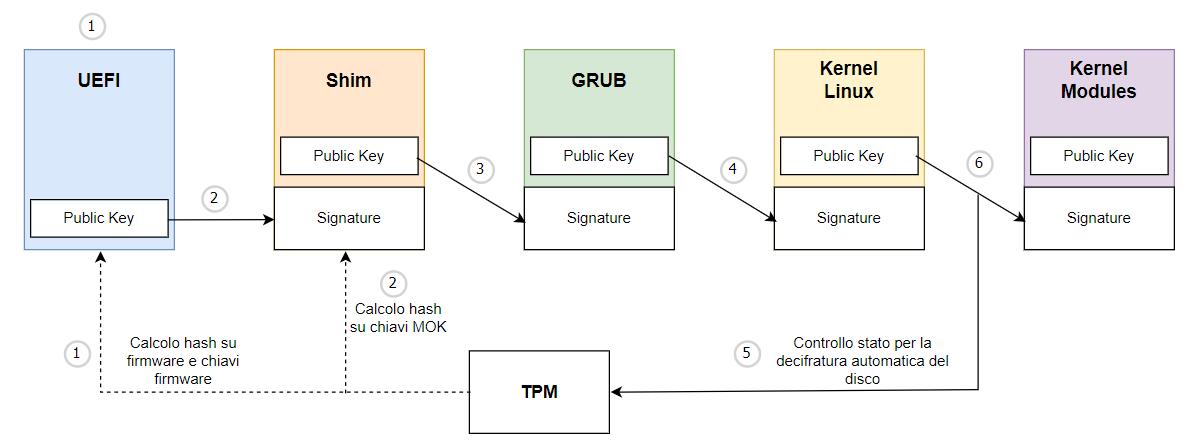 1
UEFI
Public Key
2
Shim
Public Key
Signature
3
GRUB
Public Key
Signature
4
Kernel
Linux
Public Key
Signature
6
Kernel
Modules
Public Key
Signature
1
Calcolo hash su
firmware e chiavi
firmware
2
Calcolo hash
su chiavi MOK
TPM
5
Controllo stato per la
decifratura automatica del
disco